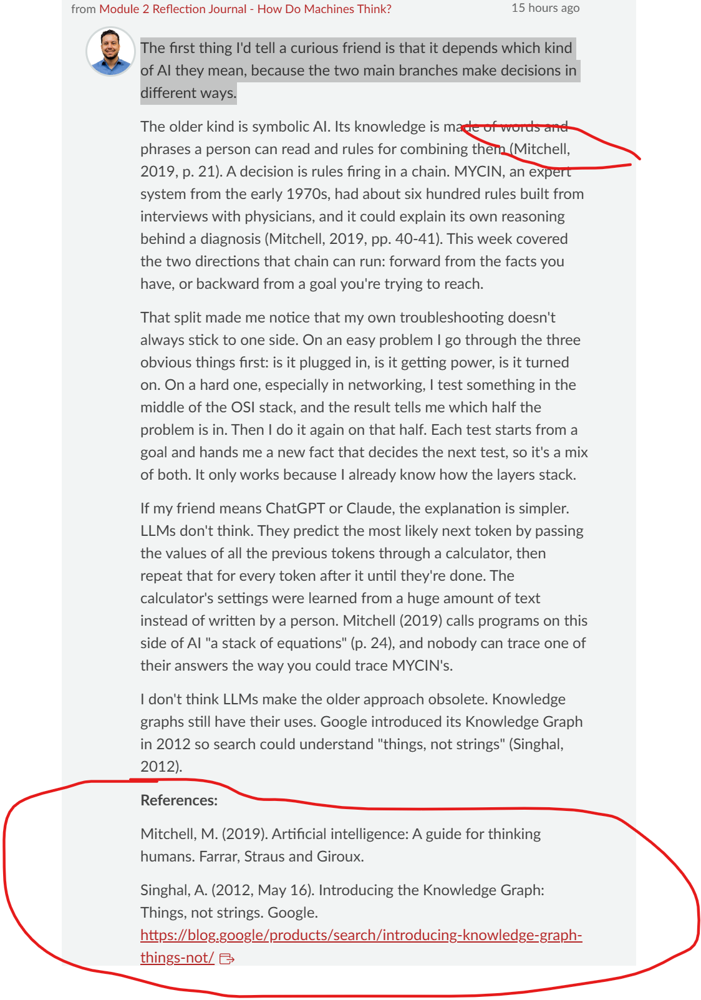 from Module 2 Reflection Journal - How Do Machines Think?
15 hours ago
The first thing I'd tell a curious friend is that it depends which kind
of AI they mean, because the two main branches make decisions in
different ways.
The older kind is symbolic AI. Its knowledge is made of words and
phrases a person can read and rules for combining them (Mitchell,
2019, p. 21). A decision is rules firing in a chain. MYCIN, an expert
system from the early 1970s, had about six hundred rules built from
interviews with physicians, and it could explain its own reasoning
behind a diagnosis (Mitchell, 2019, pp. 40-41). This week covered
the two directions that chain can run: forward from the facts you
have, or backward from a goal you're trying to reach.
That split made me notice that my own troubleshooting doesn't
always stick to one side. On an easy problem I go through the three
obvious things first: is it plugged in, is it getting power, is it turned
on. On a hard one, especially in networking, I test something in the
middle of the OSI stack, and the result tells me which half the
problem is in. Then I do it again on that half. Each test starts from a
goal and hands me a new fact that decides the next test, so it's a mix
of both. It only works because I already know how the layers stack.
If my friend means ChatGPT or Claude, the explanation is simpler.
LLMs don't think. They predict the most likely next token by passing
the values of all the previous tokens through a calculator, then
repeat that for every token after it until they're done. The
calculator's settings were learned from a huge amount of text
instead of written by a person. Mitchell (2019) calls programs on this
side of AI "a stack of equations" (p. 24), and nobody can trace one of
their answers the way you could trace MYCIN's.
I don't think LLMs make the older approach obsolete. Knowledge
graphs still have their uses. Google introduced its Knowledge Graph
in 2012 so search could understand "things, not strings" (Singhal,
2012).
References:
Mitchell, M. (2019). Artificial intelligence: A guide for thinking
humans. Farrar, Straus and Giroux.
Singhal, A. (2012, May 16). Introducing the Knowledge Graph:
Things, not strings. Google.
https://blog.google/products/search/introducing-knowledge-graph-
things-not/